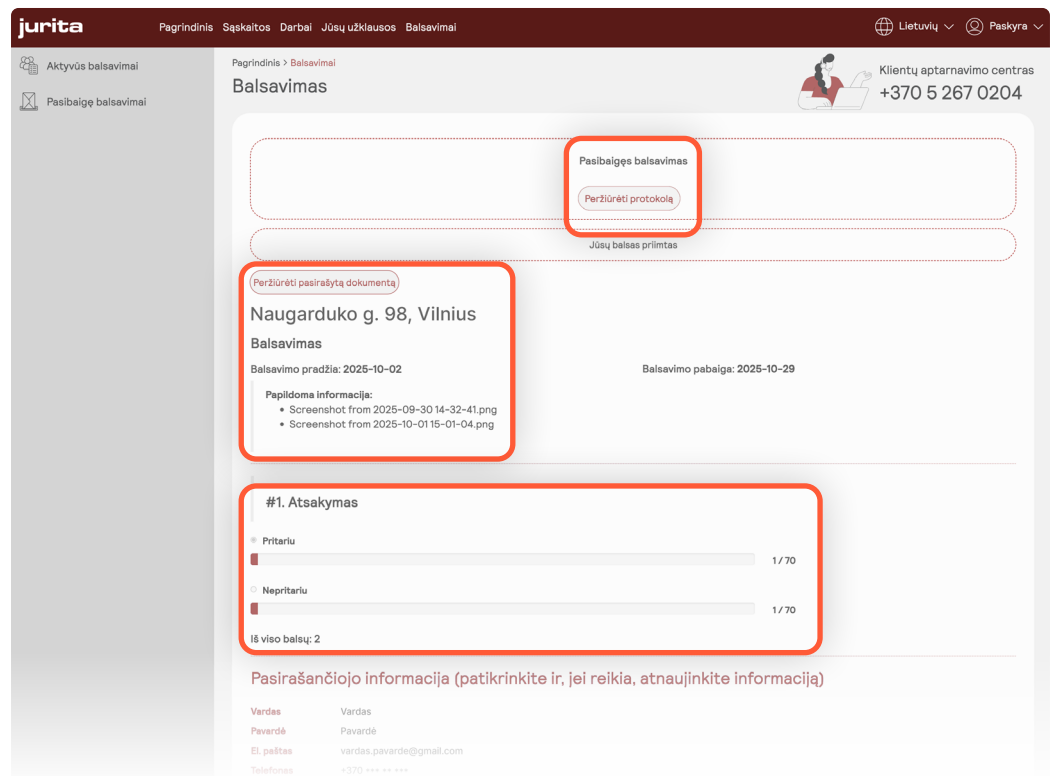 jurita
Pagrindinis Sąskaitos Darbai Jūsų užklausos Balsavimai
Lietuvių
Paskyra
Aktyvūs balsavimai
Pasibaigę balsavimai
Pagrindinis > Balsavimai
Balsavimas
Klientų aptarnavimo centras
+370 5 267 0204
Pasibaigęs balsavimas
Peržiūrėti protokolą
Jūsų balsas priimtas
Peržiūrėti pasirašytą dokumentą
Naugarduko g. 98, Vilnius
Balsavimas
Balsavimo pradžia: 2025-10-02
Balsavimo pabaiga: 2025-10-29
Papildoma informacija:
• Screenshot from 2025-09-30 14-32-41.png
• Screenshot from 2025-10-01 15-01-04.png
#1. Atsakymas
Pritariu
1 / 70
Nepritariu
1 / 70
Iš viso balsų: 2
Pasirašančiojo informacija (patikrinkite ir, jei reikia, atnaujinkite informaciją)
Vardas Vardas
Pavardė Pavardė
El. paštas vardas.pavarde@gmail.com
Telefonas +370 *** ** ***